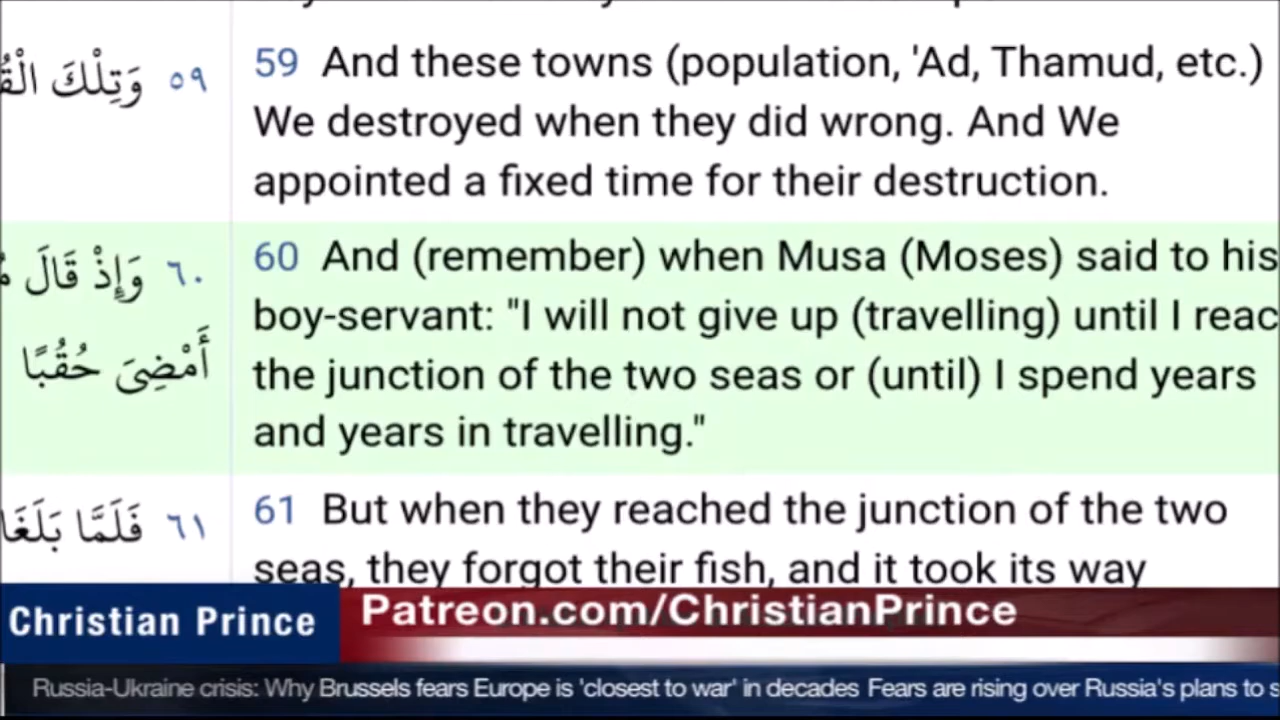 59 And these towns (population, 'Ad, Thamud, etc.)
We destroyed when they did wrong. And We
appointed a fixed time for their destruction.
٥٩ وَتِلْكَ
60 And (remember) when Musa (Moses) said to his
boy-servant: "I will not give up (travelling) until I reac
the junction of the two seas or (until) I spend years
and years in travelling."
٦٠ وَإِذْ قَالَ
أَمْضِىَ حُقُبًا
61 But when they reached the junction of the two
seas, they forgot their fish, and it took its way
٦١ فَلَمَّا بَلَغَا
Christian Prince
Patreon.com/ChristianPrince
Russia-Ukraine crisis: Why Brussels fears Europe is 'closest to war' in decades Fears are rising over Russia's plans to s